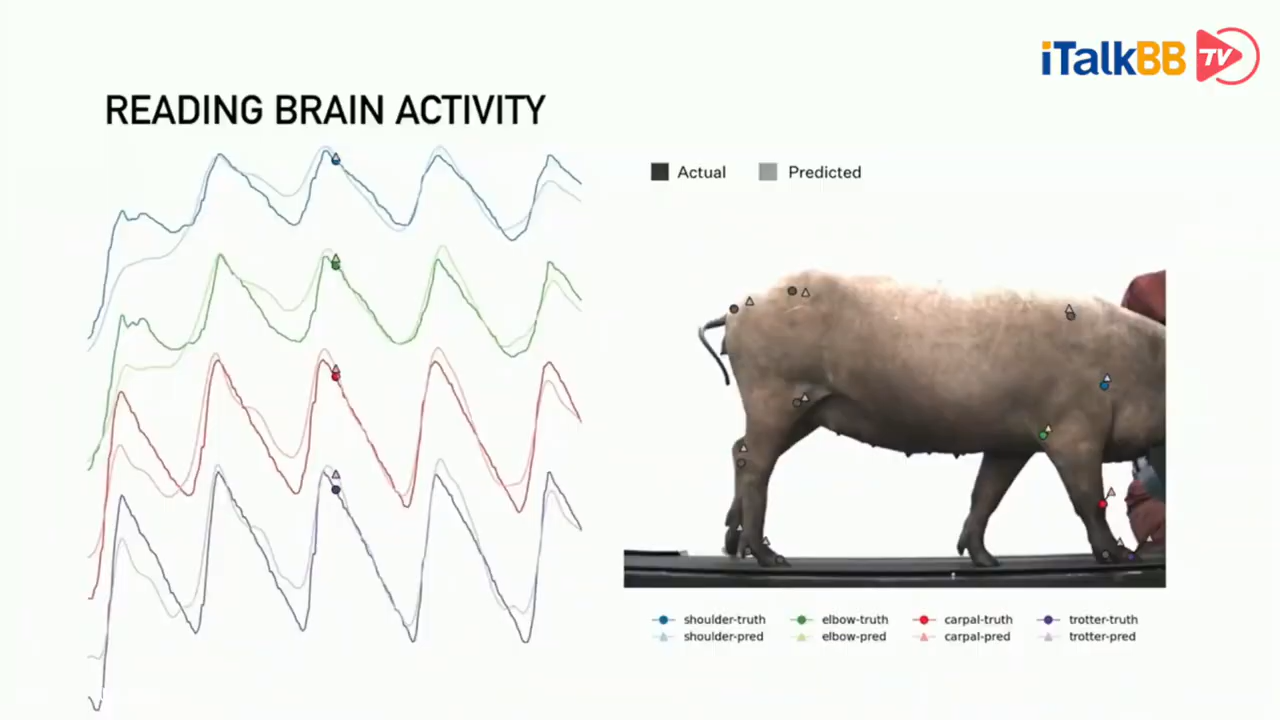 iTalkBB TV
READING BRAIN ACTIVITY
Actual Predicted
shoulder-truth elbow-truth carpal-truth trotter-truth
shoulder-pred elbow-pred carpal-pred trotter-pred